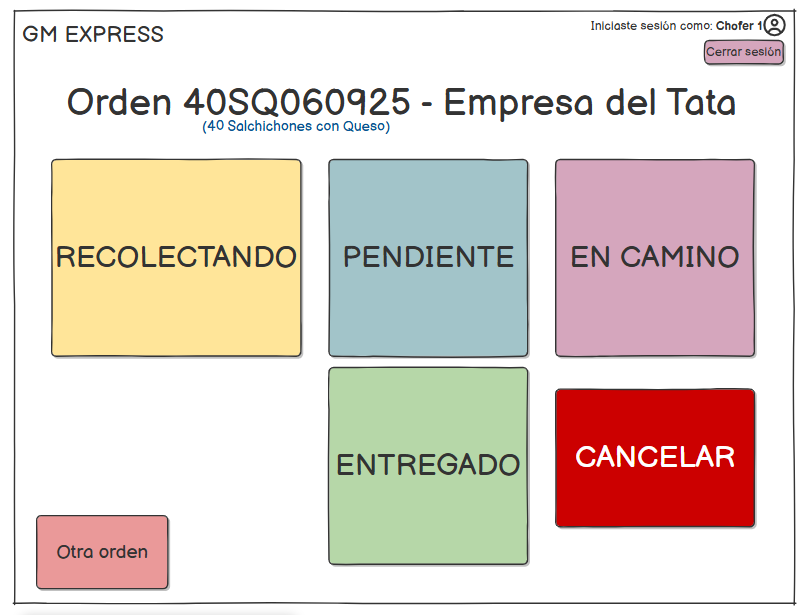 GM EXPRESS
Iniciaste sesión como: Chofer 1
Cerrar sesión
Orden 40SQ060925 - Empresa del Tata
(40 Salchichones con Queso)
RECOLECTANDO
PENDIENTE
EN CAMINO
ENTREGADO
CANCELAR
Otra orden